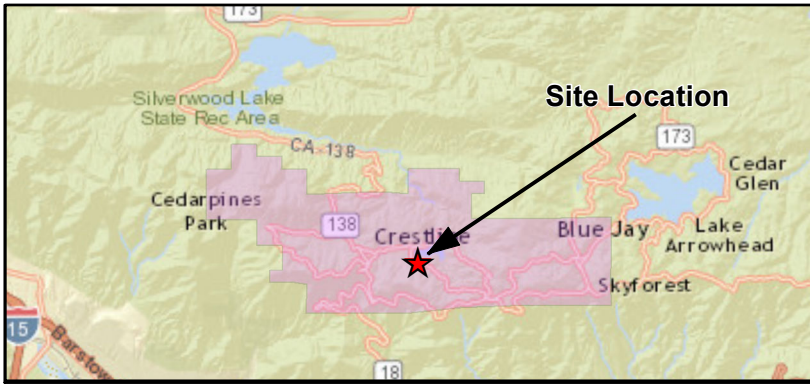 173
Silverwood Lake
State Rec Area
Site Location
CA 138
173
Cedar
Glen
Cedarpines
Park
138
Crestline
Blue Jay
Lake
Arrowhead
Skyforest
15
Barstow
18